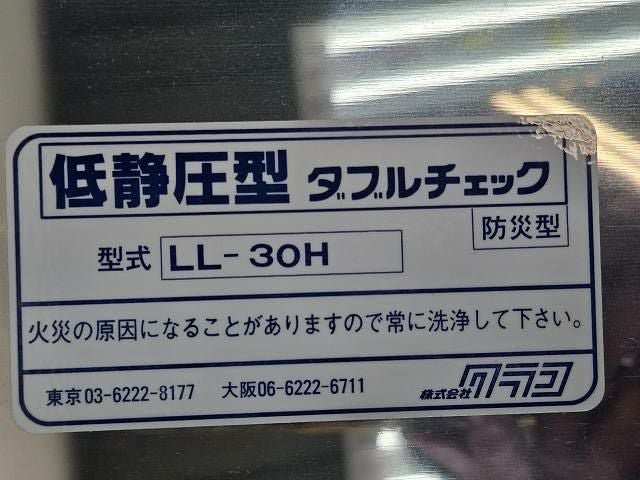 低静圧型 ダブルチェック
防災型
型式 LL-30H
火災の原因になることがありますので常に洗浄して下さい。
東京03-6222-8177 大阪06-6222-6711 株式会社クラコ